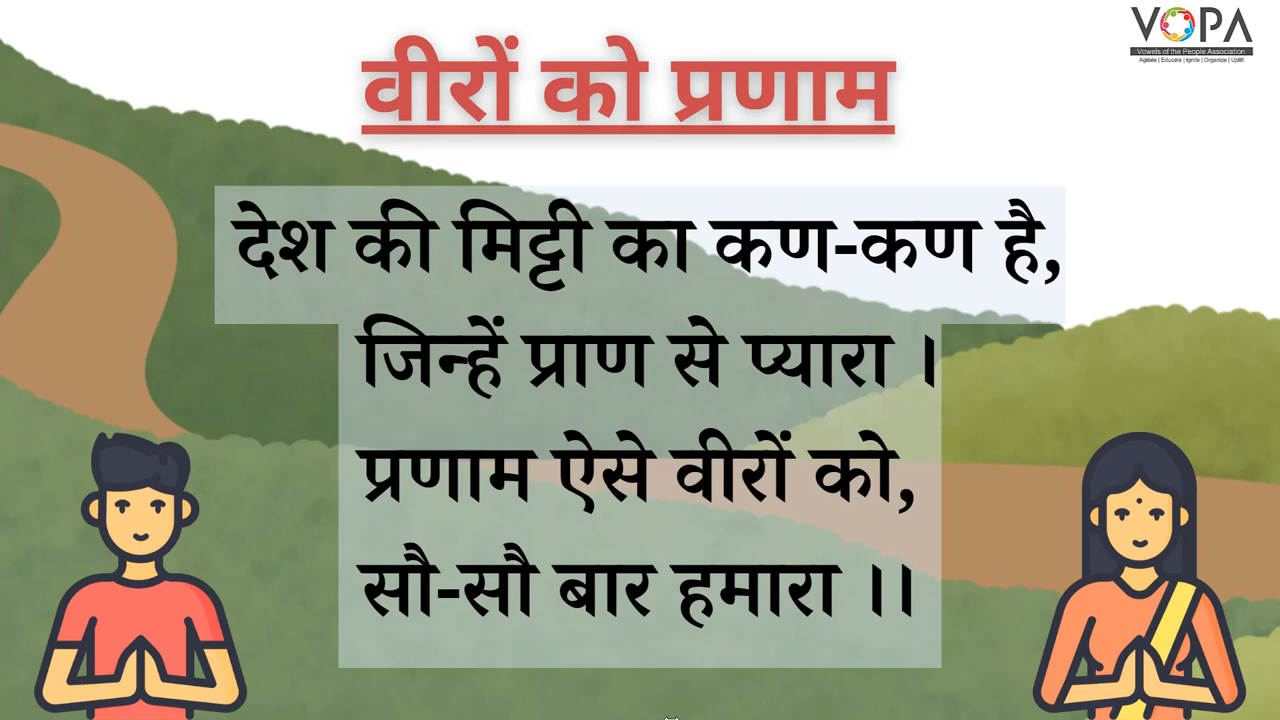 VOPA
Vowels of the People Association
Agitate | Educate | Ignite | Organize | Uplift
वीरों को प्रणाम
देश की मिट्टी का कण-कण है,
जिन्हें प्राण से प्यारा ।
प्रणाम ऐसे वीरों को,
सौ-सौ बार हमारा ।।